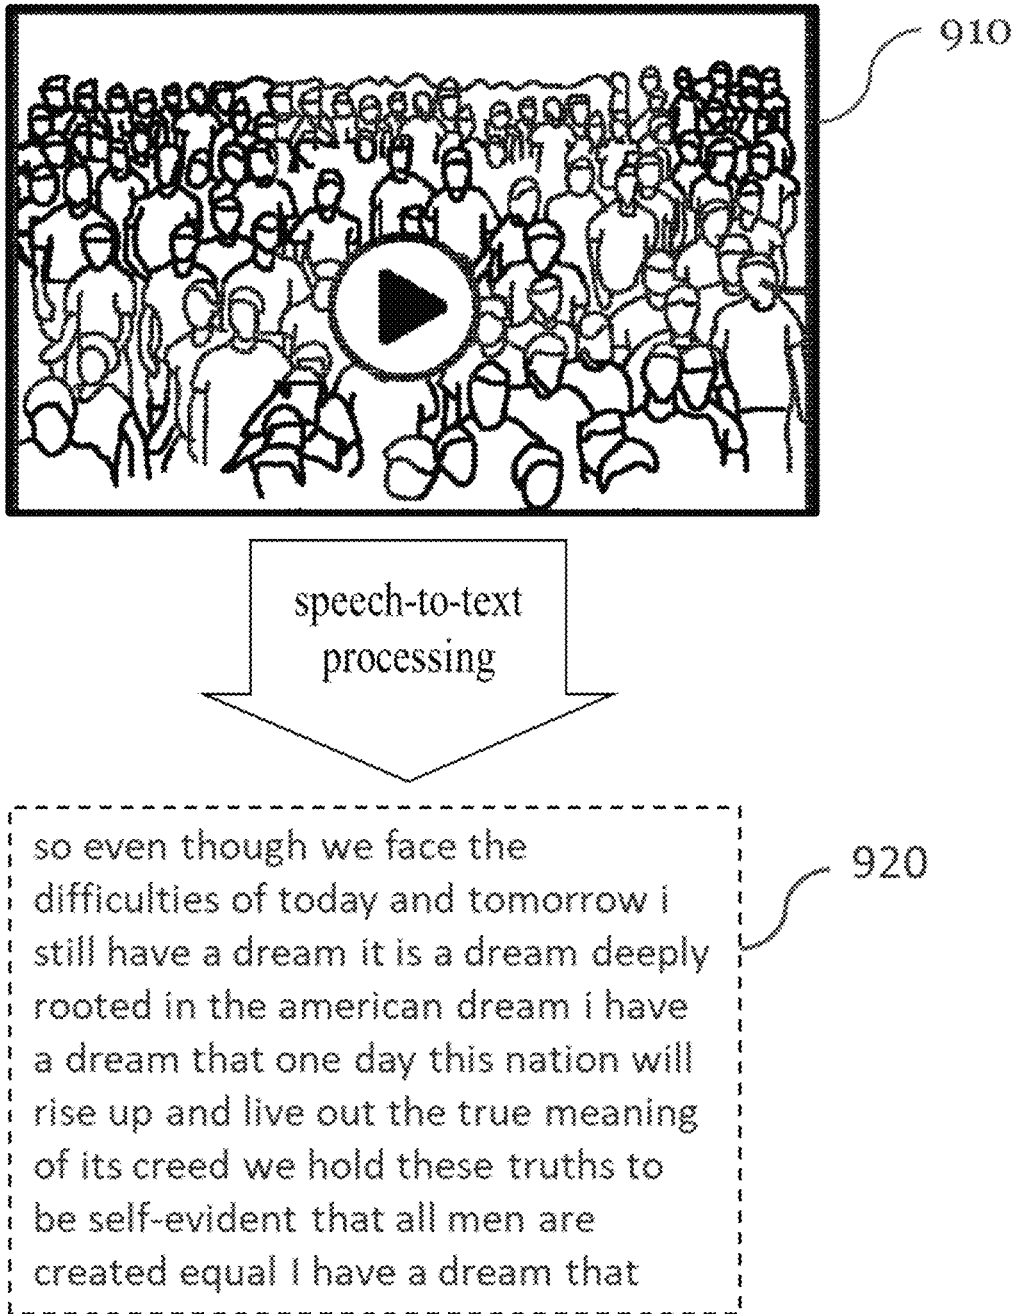 910
speech-to-text
processing
920
so even though we face the
difficulties of today and tomorrow i
still have a dream it is a dream deeply
rooted in the american dream i have
a dream that one day this nation will
rise up and live out the true meaning
of its creed we hold these truths to
be self-evident that all men are
created equal I have a dream that